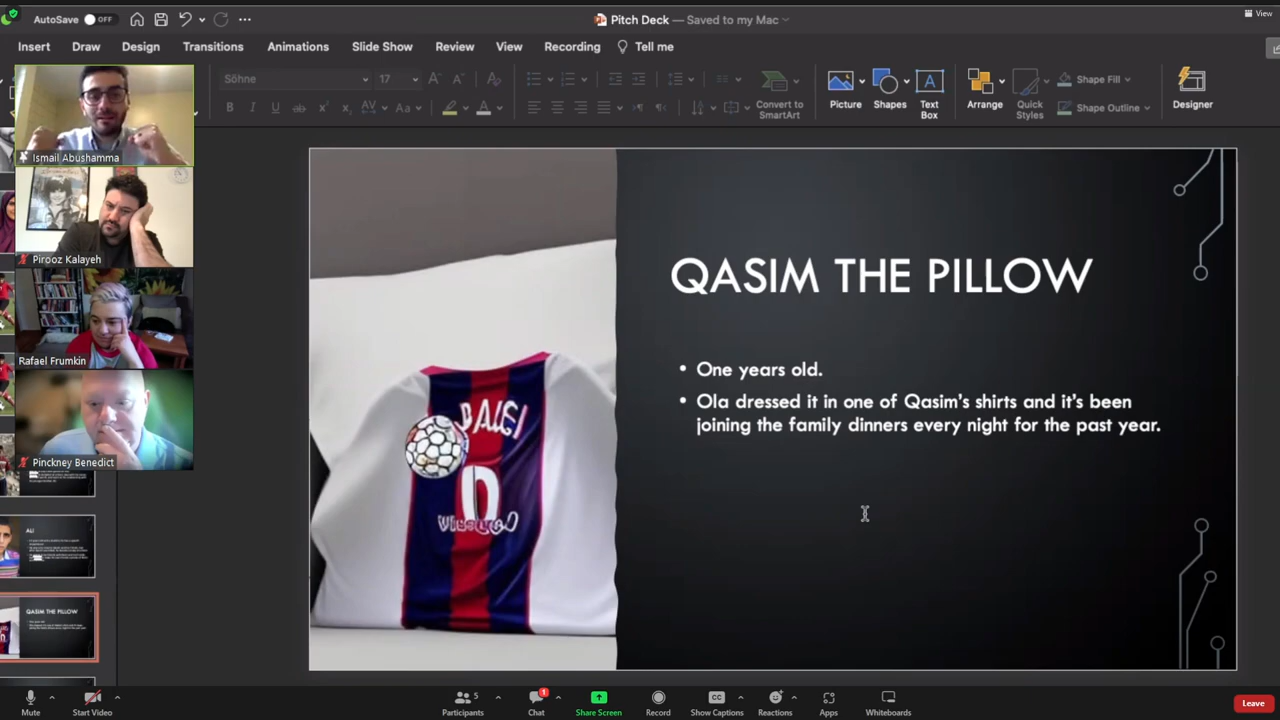 View
AutoSave OFF
Pitch Deck — Saved to my Mac
Insert Draw Design Transitions Animations Slide Show Review View Recording Tell me
Söhne 17
Convert to
SmartArt
Picture
Shapes
Text
Box
Arrange
Quick
Styles
Shape Fill
Shape Outline
Designer
Ismail Abushamma
Pirooz Kalayeh
Rafael Frumkin
Pinckney Benedict
QASIM THE PILLOW
• One years old.
• Ola dressed it in one of Qasim's shirts and it's been
joining the family dinners every night for the past year.
ALI
QASIM THE PILLOW
Mute
Start Video
Participants 5
Chat 1
Share Screen
Record
Show Captions
Reactions
Apps
Whiteboards
Leave